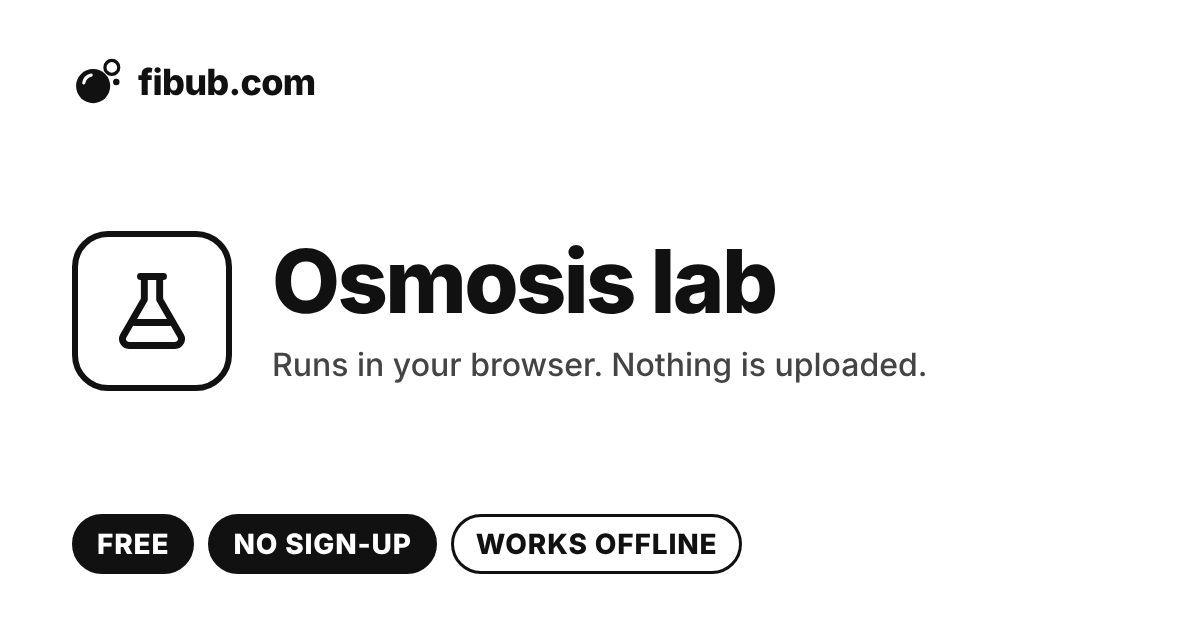 fibub.com
Osmosis lab
Runs in your browser. Nothing is uploaded.
FREE
NO SIGN-UP
WORKS OFFLINE